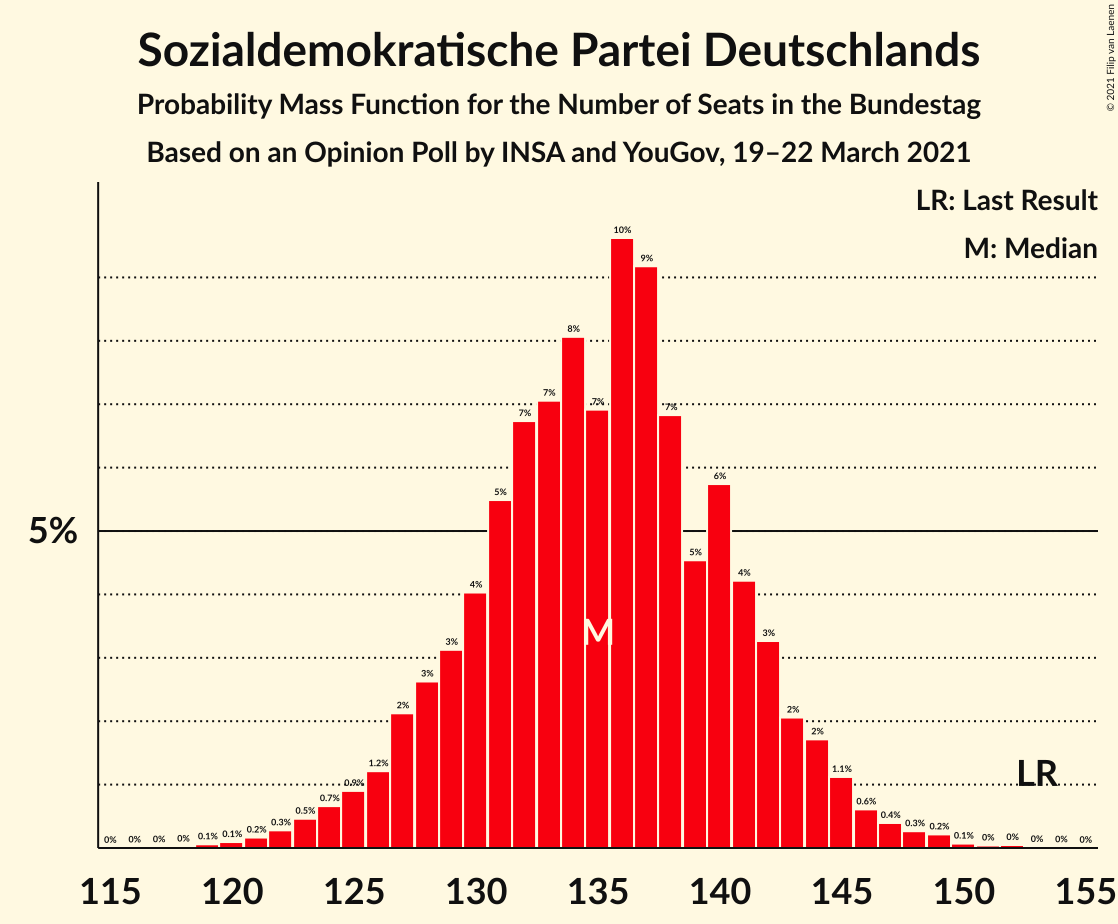 Sozialdemokratische Partei Deutschlands
Probability Mass Function for the Number of Seats in the Bundestag
Based on an Opinion Poll by INSA and YouGov, 19–22 March 2021
© 2021 Filip van Laenen
LR: Last Result
M: Median
5%
0% 0% 0% 0% 0.1% 0.1% 0.2% 0.3% 0.5% 0.7% 0.9% 1.2% 2% 3% 3% 4% 5% 7% 7% 8% 7% 10% 9% 7% 5% 6% 4% 3% 2% 2% 1.1% 0.6% 0.4% 0.3% 0.2% 0.1% 0% 0% 0% 0% 0%
M
LR
115 120 125 130 135 140 145 150 155